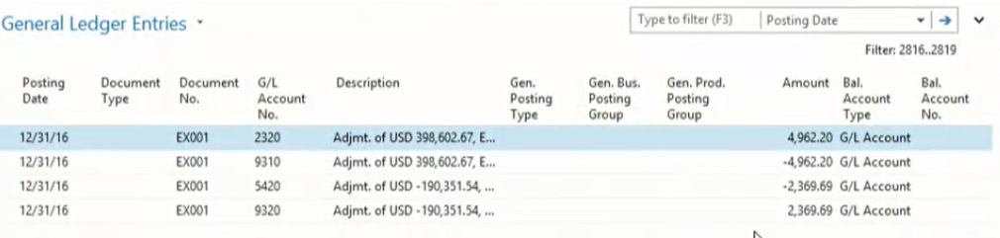 General Ledger Entries
Type to filter (F3) Posting Date
Filter: 2816..2819
Posting Date Document Type Document No. G/L Account No. Description Gen. Posting Type Gen. Bus. Posting Group Gen. Prod. Posting Group Amount Bal. Account Type Bal. Account No.
12/31/16 EX001 2320 Adjmt. of USD 398,602.67, E... 4,962.20 G/L Account
12/31/16 EX001 9310 Adjmt. of USD 398,602.67, E... -4,962.20 G/L Account
12/31/16 EX001 5420 Adjmt. of USD -190,351.54, ... -2,369.69 G/L Account
12/31/16 EX001 9320 Adjmt. of USD -190,351.54, ... 2,369.69 G/L Account